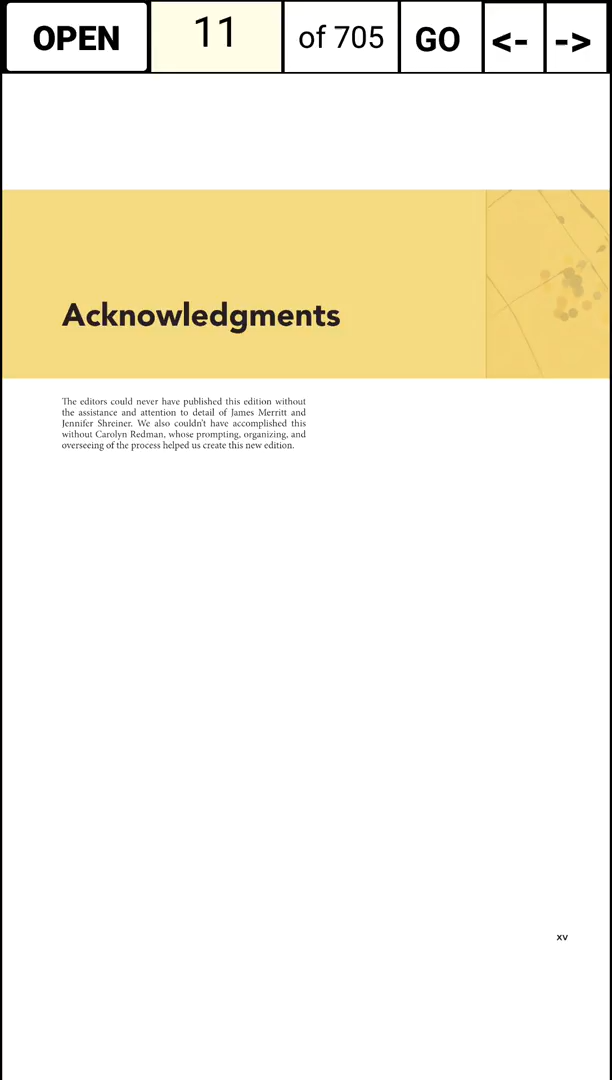 OPEN 11 of 705 GO <- ->
Acknowledgments
The editors could never have published this edition without
the assistance and attention to detail of James Merritt and
Jennifer Shreiner. We also couldn't have accomplished this
without Carolyn Redman, whose prompting, organizing, and
overseeing of the process helped us create this new edition.
xv